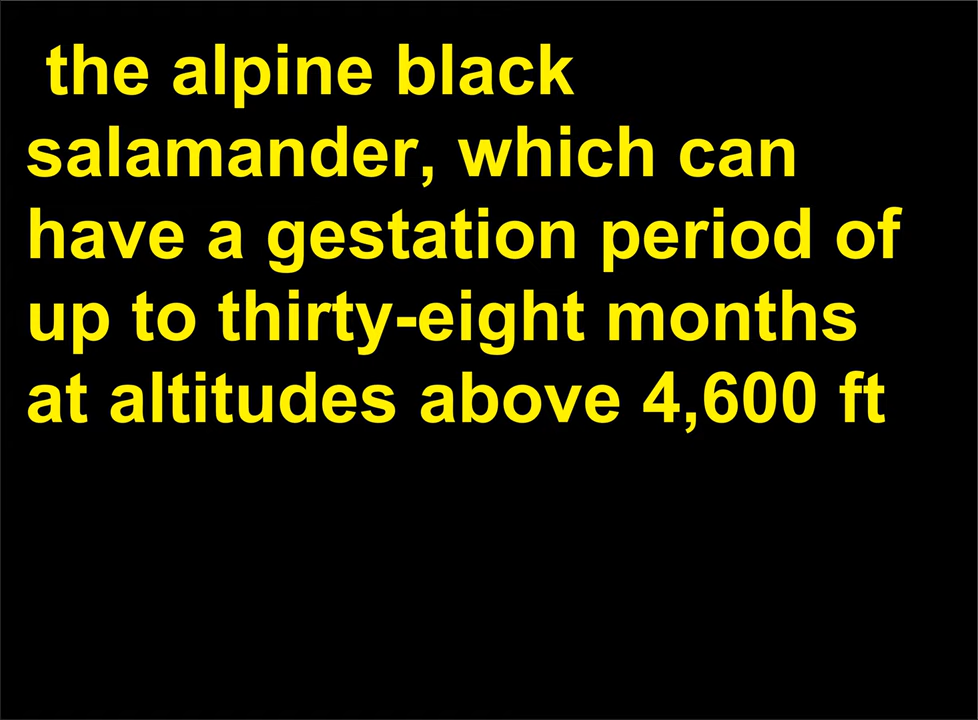 the alpine black
salamander, which can
have a gestation period of
up to thirty-eight months
at altitudes above 4,600 ft